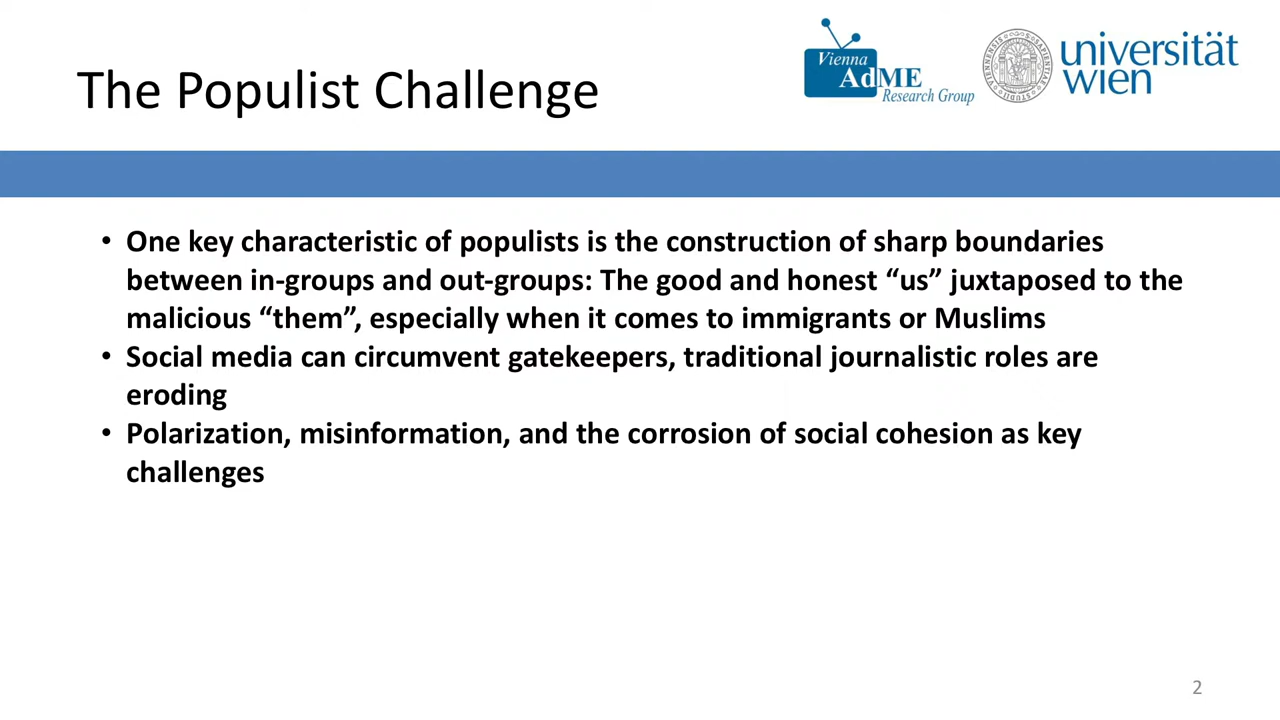 The Populist Challenge
Vienna
AdME
Research Group
universität
wien
• One key characteristic of populists is the construction of sharp boundaries
between in-groups and out-groups: The good and honest “us” juxtaposed to the
malicious “them”, especially when it comes to immigrants or Muslims
• Social media can circumvent gatekeepers, traditional journalistic roles are
eroding
• Polarization, misinformation, and the corrosion of social cohesion as key
challenges
2